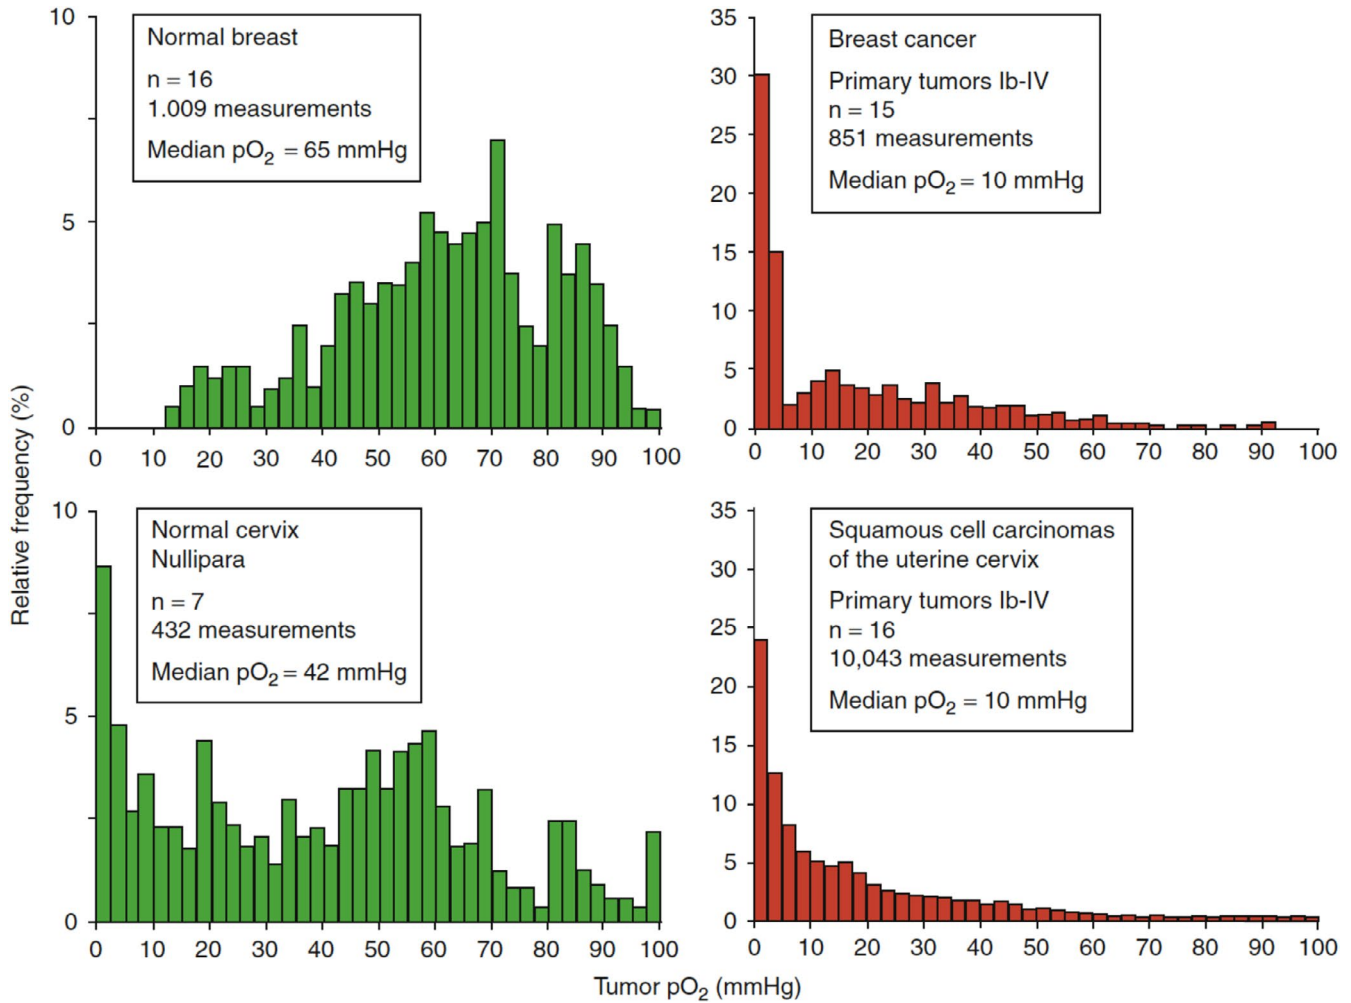 Relative frequency (%)
10
5
0
Normal breast
n = 16
1.009 measurements
Median pO2 = 65 mmHg
0 10 20 30 40 50 60 70 80 90 100
35
30
25
20
15
10
5
0
Breast cancer
Primary tumors Ib-IV
n = 15
851 measurements
Median pO2 = 10 mmHg
0 10 20 30 40 50 60 70 80 90 100
10
5
0
Normal cervix
Nullipara
n = 7
432 measurements
Median pO2 = 42 mmHg
0 10 20 30 40 50 60 70 80 90 100
35
30
25
20
15
10
5
0
Squamous cell carcinomas
of the uterine cervix
Primary tumors Ib-IV
n = 16
10,043 measurements
Median pO2 = 10 mmHg
0 10 20 30 40 50 60 70 80 90 100
Tumor pO2 (mmHg)